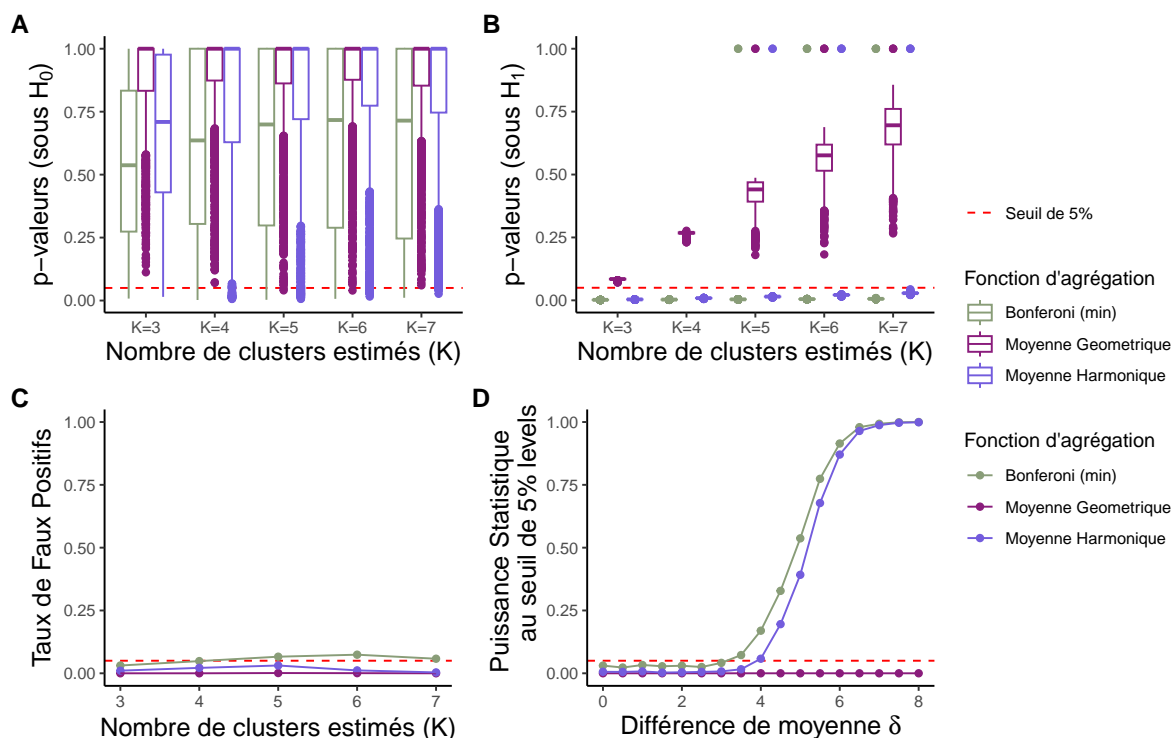 A
p−valeurs (sous H0)
1.00
0.75
0.50
0.25
0.00
K=3 K=4 K=5 K=6 K=7
Nombre de clusters estimés (K)
B
p−valeurs (sous H1)
1.00
0.75
0.50
0.25
0.00
K=3 K=4 K=5 K=6 K=7
Nombre de clusters estimés (K)
Seuil de 5%
Fonction d'agrégation
Bonferoni (min)
Moyenne Geometrique
Moyenne Harmonique
C
Taux de Faux Positifs
1.00
0.75
0.50
0.25
0.00
3 4 5 6 7
Nombre de clusters estimés (K)
D
Puissance Statistique
au seuil de 5% levels
1.00
0.75
0.50
0.25
0.00
0 2 4 6 8
Différence de moyenne δ
Fonction d'agrégation
Bonferoni (min)
Moyenne Geometrique
Moyenne Harmonique